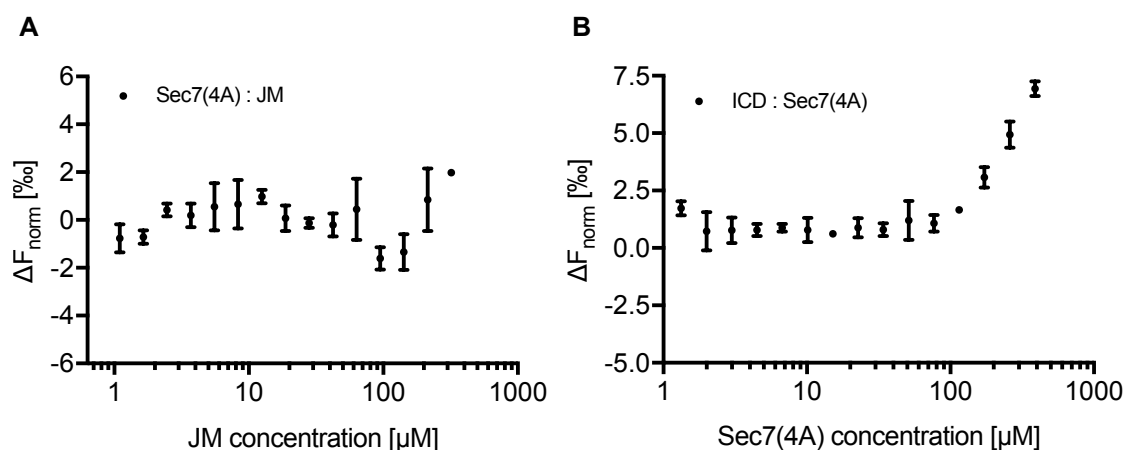 A
Sec7(4A) : JM
ΔFnorm [‰]
6
4
2
0
-2
-4
-6
1
10
100
1000
JM concentration [µM]
B
ICD : Sec7(4A)
ΔFnorm [‰]
7.5
5.0
2.5
0.0
-2.5
-5.0
1
10
100
1000
Sec7(4A) concentration [µM]